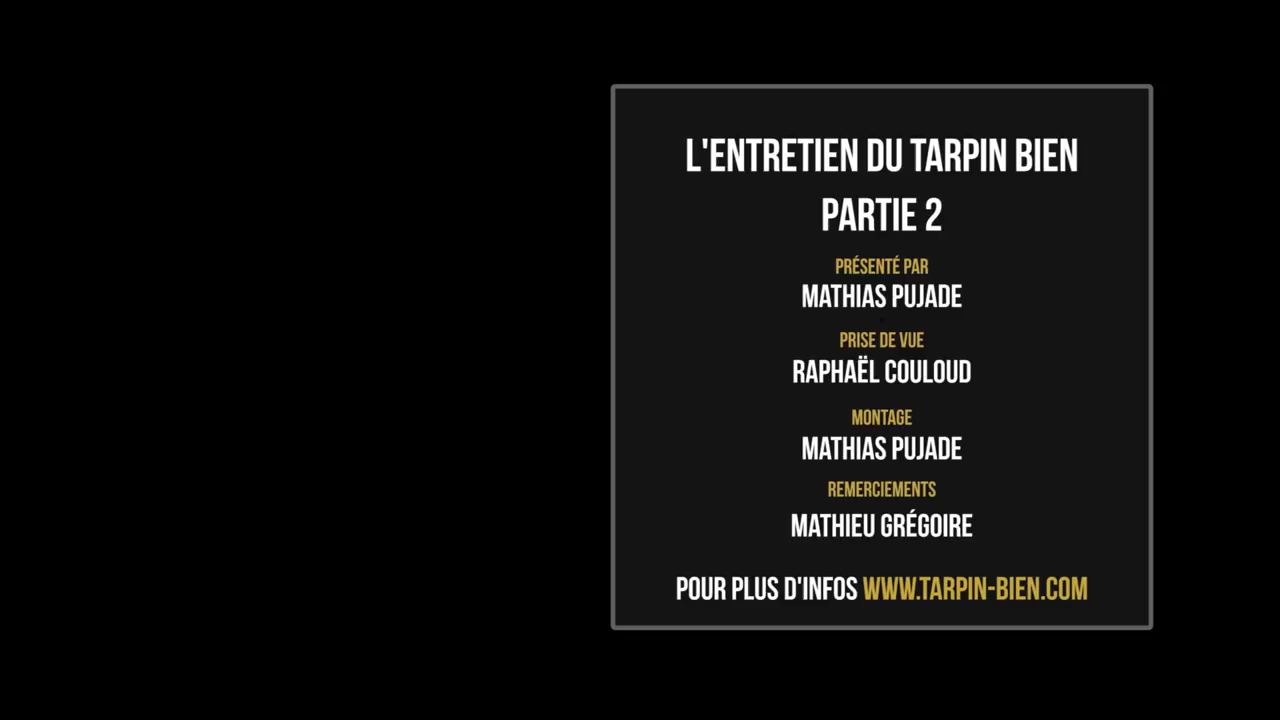 L'ENTRETIEN DU TARPIN BIEN
PARTIE 2
PRÉSENTÉ PAR
MATHIAS PUJADE
PRISE DE VUE
RAPHAËL COULOUD
MONTAGE
MATHIAS PUJADE
REMERCIEMENTS
MATHIEU GRÉGOIRE
POUR PLUS D'INFOS WWW.TARPIN-BIEN.COM